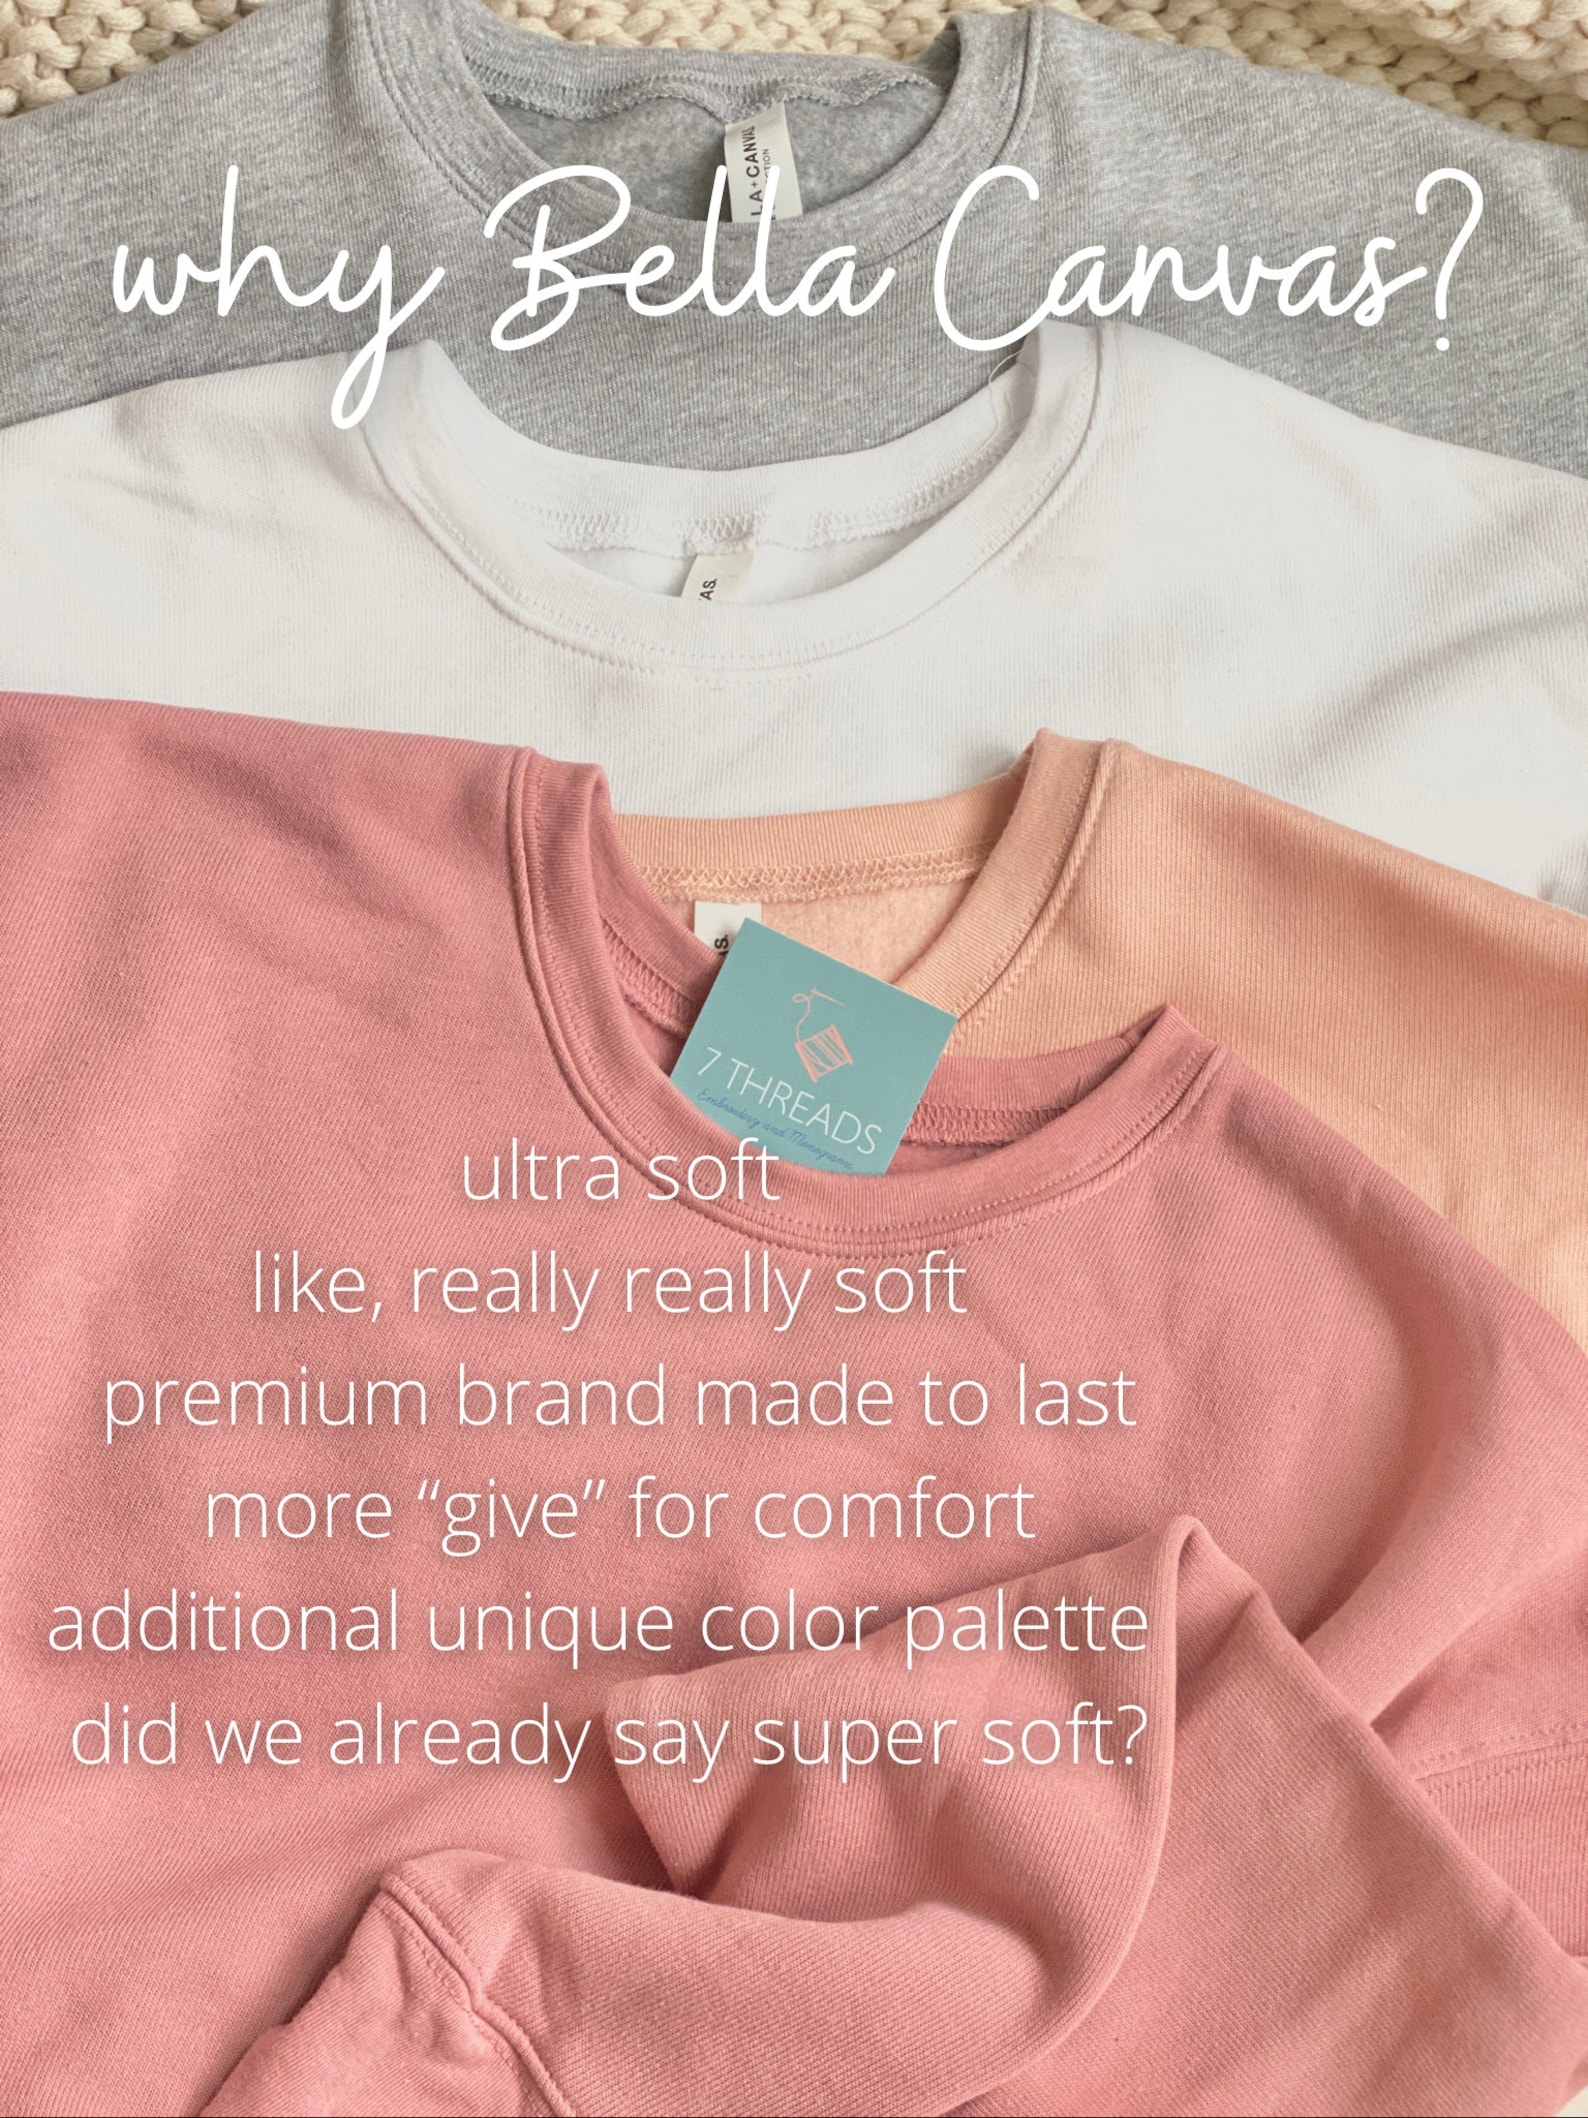 LA+CANVAS.
why Bella Canvas?
AS.
S.
7 THREADS
Embroidery and Monograms
ultra soft
like, really really soft
premium brand made to last
more “give” for comfort
additional unique color palette
did we already say super soft?